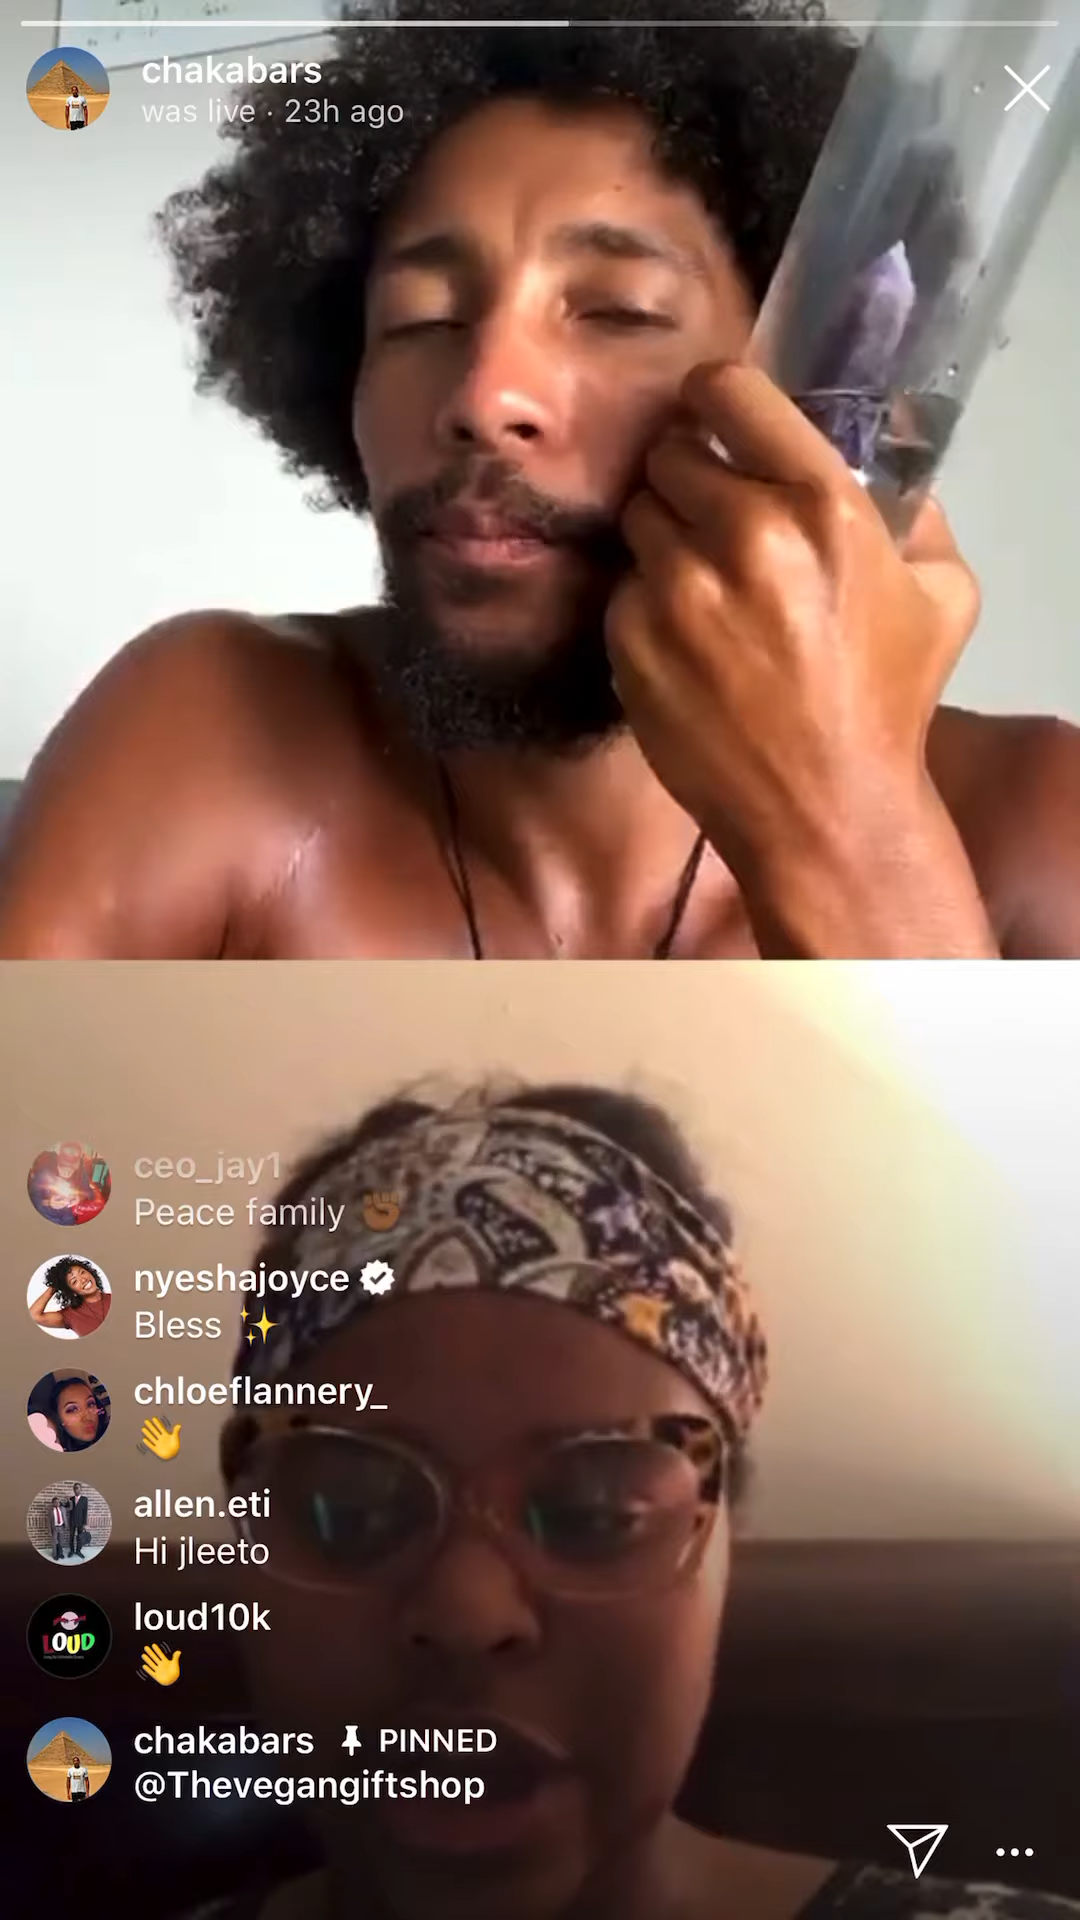 chakabars
was live · 23h ago
ceo_jay1
Peace family ✊🏾
nyeshajoyce
Bless ✨
chloeflannery_
👋
allen.eti
Hi jleeto
loud10k
👋
LOUD
chakabars PINNED
@Thevegangiftshop